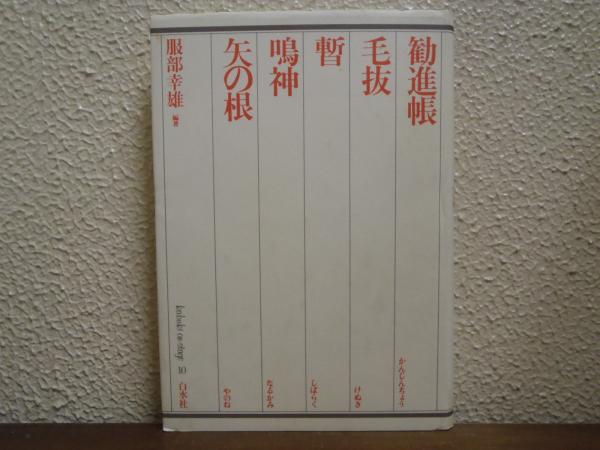 勧進帳
かんじんちょう
毛抜
けぬき
暫
しばらく
鳴神
なるかみ
矢の根
やのね
服部幸雄 編著
kabuki on stage 10
白水社